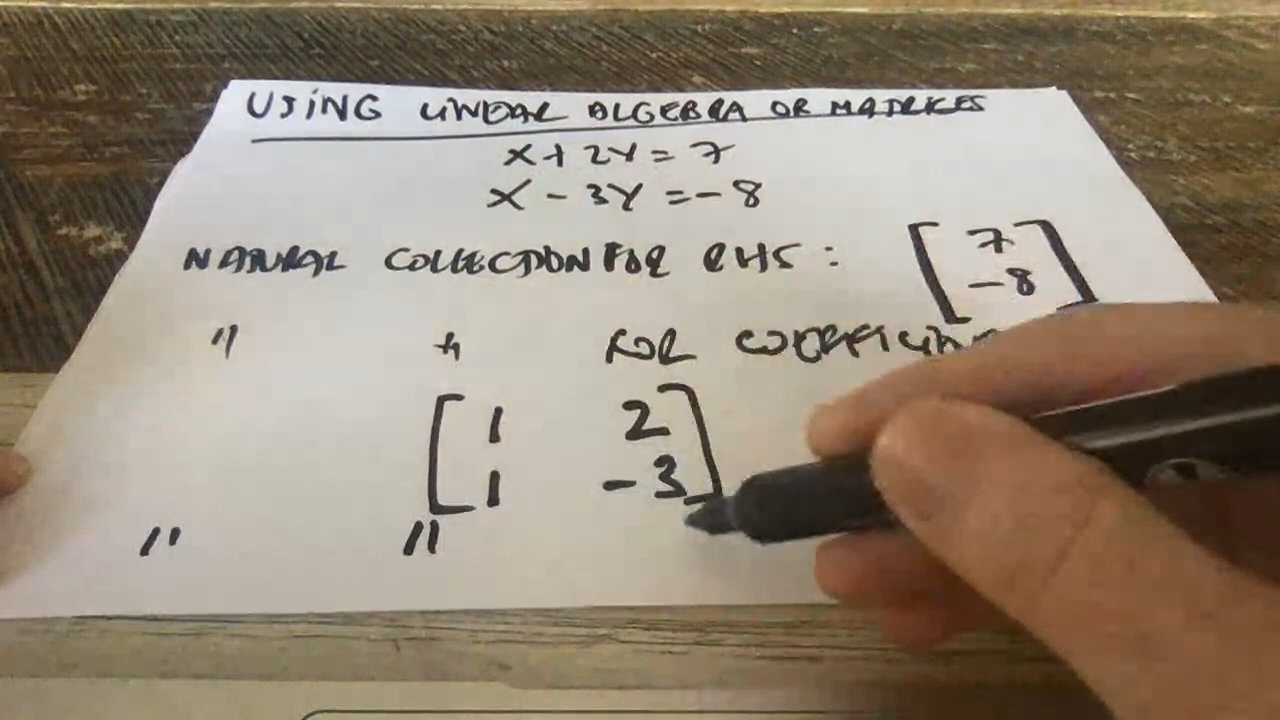 USING LINEAR ALGEBRA OR MATRICES
X+2Y=7
X-3Y=-8
NATURAL COLLECTION FOR RHS: [7
-8]
" " FOR
[1 2
1 -3]
" "